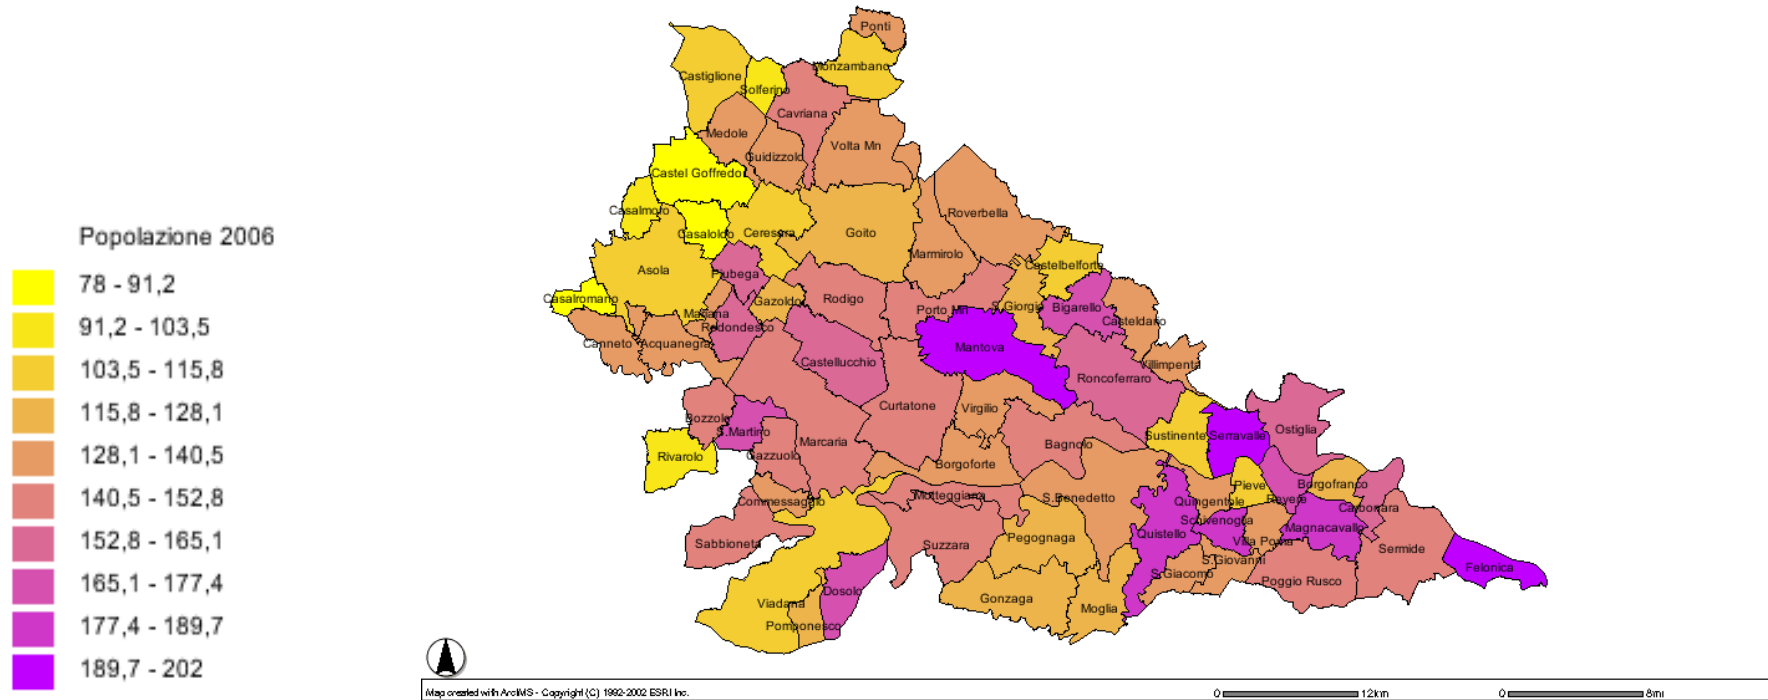 Popolazione 2006
78 - 91,2
91,2 - 103,5
103,5 - 115,8
115,8 - 128,1
128,1 - 140,5
140,5 - 152,8
152,8 - 165,1
165,1 - 177,4
177,4 - 189,7
189,7 - 202
Ponti
Monzambano
Castiglione
Solferino
Cavriana
Medole
Volta Mn
Guidizzolo
Castel Goffredo
Casalmoro
Roverbella
Casaloldo
Ceresara
Goito
Marmirolo
Castelbelforte
Asola
Piubega
Casalromano
Gazoldo
Rodigo
S.Giorgio
Bigarello
Porto Mn
Mariana
Casteldario
Redondesco
Canneto
Acquanegra
Mantova
Castellucchio
Villimpenta
Roncoferraro
Curtatone
Virgilio
Bozzolo
S.Martino
Ostiglia
Sustinente
Serravalle
Marcaria
Bagnolo
Rivarolo
Gazzuolo
Borgoforte
Pieve
Borgofranco
Motteggiana
S.Benedetto
Revere
Commessaggio
Quingentole
Carbonara
Schivenoglia
Magnacavallo
Quistello
Pegognaga
Villa Poma
Sabbioneta
Suzzara
Sermide
S.Giovanni
Felonica
S.Giacomo
Poggio Rusco
Dosolo
Gonzaga
Viadana
Moglia
Pomponesco
Map created with ArcIMS - Copyright (C) 1992-2002 ESRI Inc.
0 12km 0 8mi